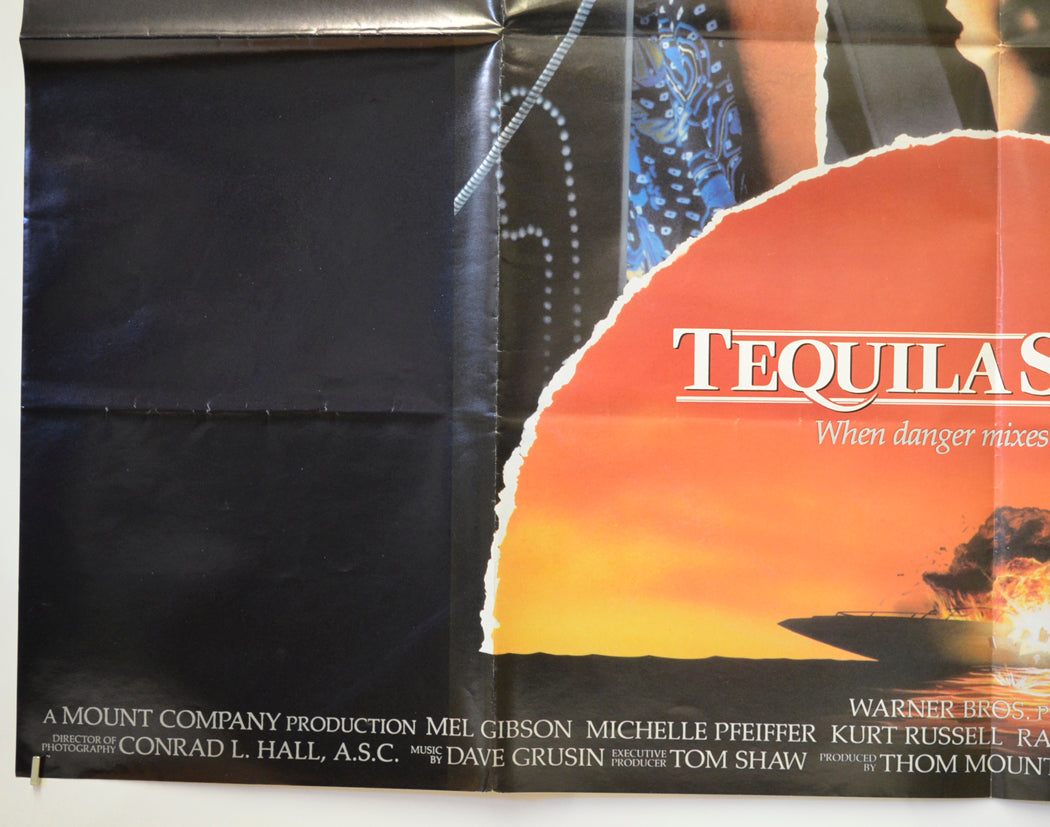 TEQUILA S
When danger mixes
WARNER BROS. P
A MOUNT COMPANY PRODUCTION MEL GIBSON MICHELLE PFEIFFER KURT RUSSELL RA
DIRECTOR OF PHOTOGRAPHY CONRAD L. HALL, A.S.C. MUSIC BY DAVE GRUSIN EXECUTIVE PRODUCER TOM SHAW PRODUCED BY THOM MOUNT